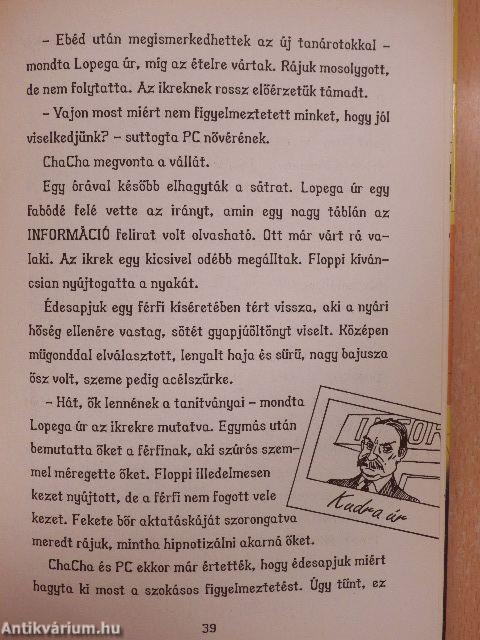 – Ebéd után megismerkedhettek az új tanárotokkal –
mondta Lopega úr, míg az ételre vártak. Rájuk mosolygott,
de nem folytatta. Az ikreknek rossz előérzetük támadt.
– Vajon most miért nem figyelmeztetett minket, hogy jól
viselkedjünk? – suttogta PC nővérének.
ChaCha megvonta a vállát.
Egy órával később elhagyták a sátrat. Lopega úr egy
fabódé felé vette az irányt, amin egy nagy táblán az
INFORMÁCIÓ felirat volt olvasható. Ott már várt rá va-
laki. Az ikrek egy kicsivel odébb megálltak. Floppi kíván-
csian nyújtogatta a nyakát.
Édesapjuk egy férfi kíséretében tért vissza, aki a nyári
hőség ellenére vastag, sötét gyapjúöltönyt viselt. Középen
műgonddal elválasztott, lenyalt haja és sűrű, nagy bajusza
ősz volt, szeme pedig acélszürke.
– Hát, ők lennének a tanítványai – mondta
Lopega úr az ikrekre mutatva. Egymás után
bemutatta őket a férfinak, aki szúrós szem-
mel méregette őket. Floppi illedelmesen
kezet nyújtott, de a férfi nem fogott vele
kezet. Fekete bőr aktatáskáját szorongatva
meredt rájuk, mintha hipnotizálni akarná őket.
ChaCha és PC ekkor már értették, hogy édesapjuk miért
hagyta ki most a szokásos figyelmeztetést. Úgy tűnt, ez
Kudra úr
39
Antikvárium.hu